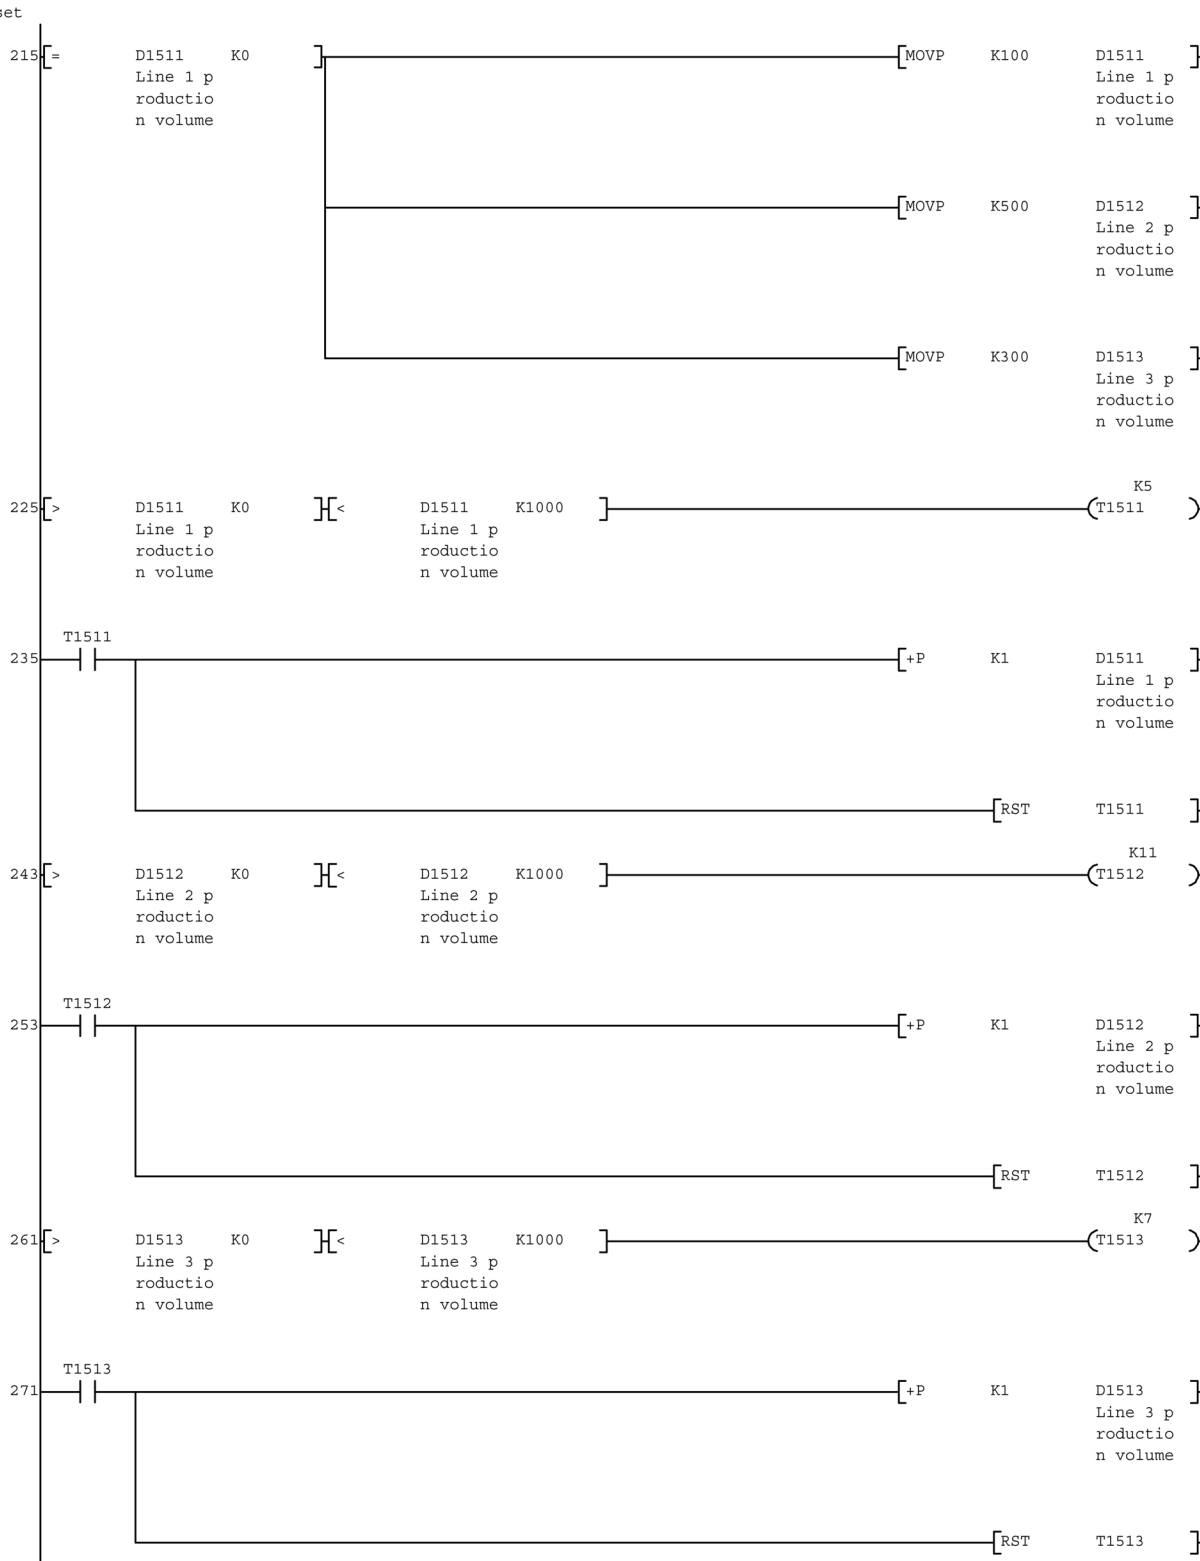 set
215 = D1511 K0 MOVP K100 D1511
Line 1 p Line 1 p
roductio roductio
n volume n volume
MOVP K500 D1512
Line 2 p
roductio
n volume
MOVP K300 D1513
Line 3 p
roductio
n volume
K5
225 > D1511 K0 < D1511 K1000 T1511
Line 1 p Line 1 p
roductio roductio
n volume n volume
T1511
235 +P K1 D1511
Line 1 p
roductio
n volume
RST T1511
K11
243 > D1512 K0 < D1512 K1000 T1512
Line 2 p Line 2 p
roductio roductio
n volume n volume
T1512
253 +P K1 D1512
Line 2 p
roductio
n volume
RST T1512
K7
261 > D1513 K0 < D1513 K1000 T1513
Line 3 p Line 3 p
roductio roductio
n volume n volume
T1513
271 +P K1 D1513
Line 3 p
roductio
n volume
RST T1513